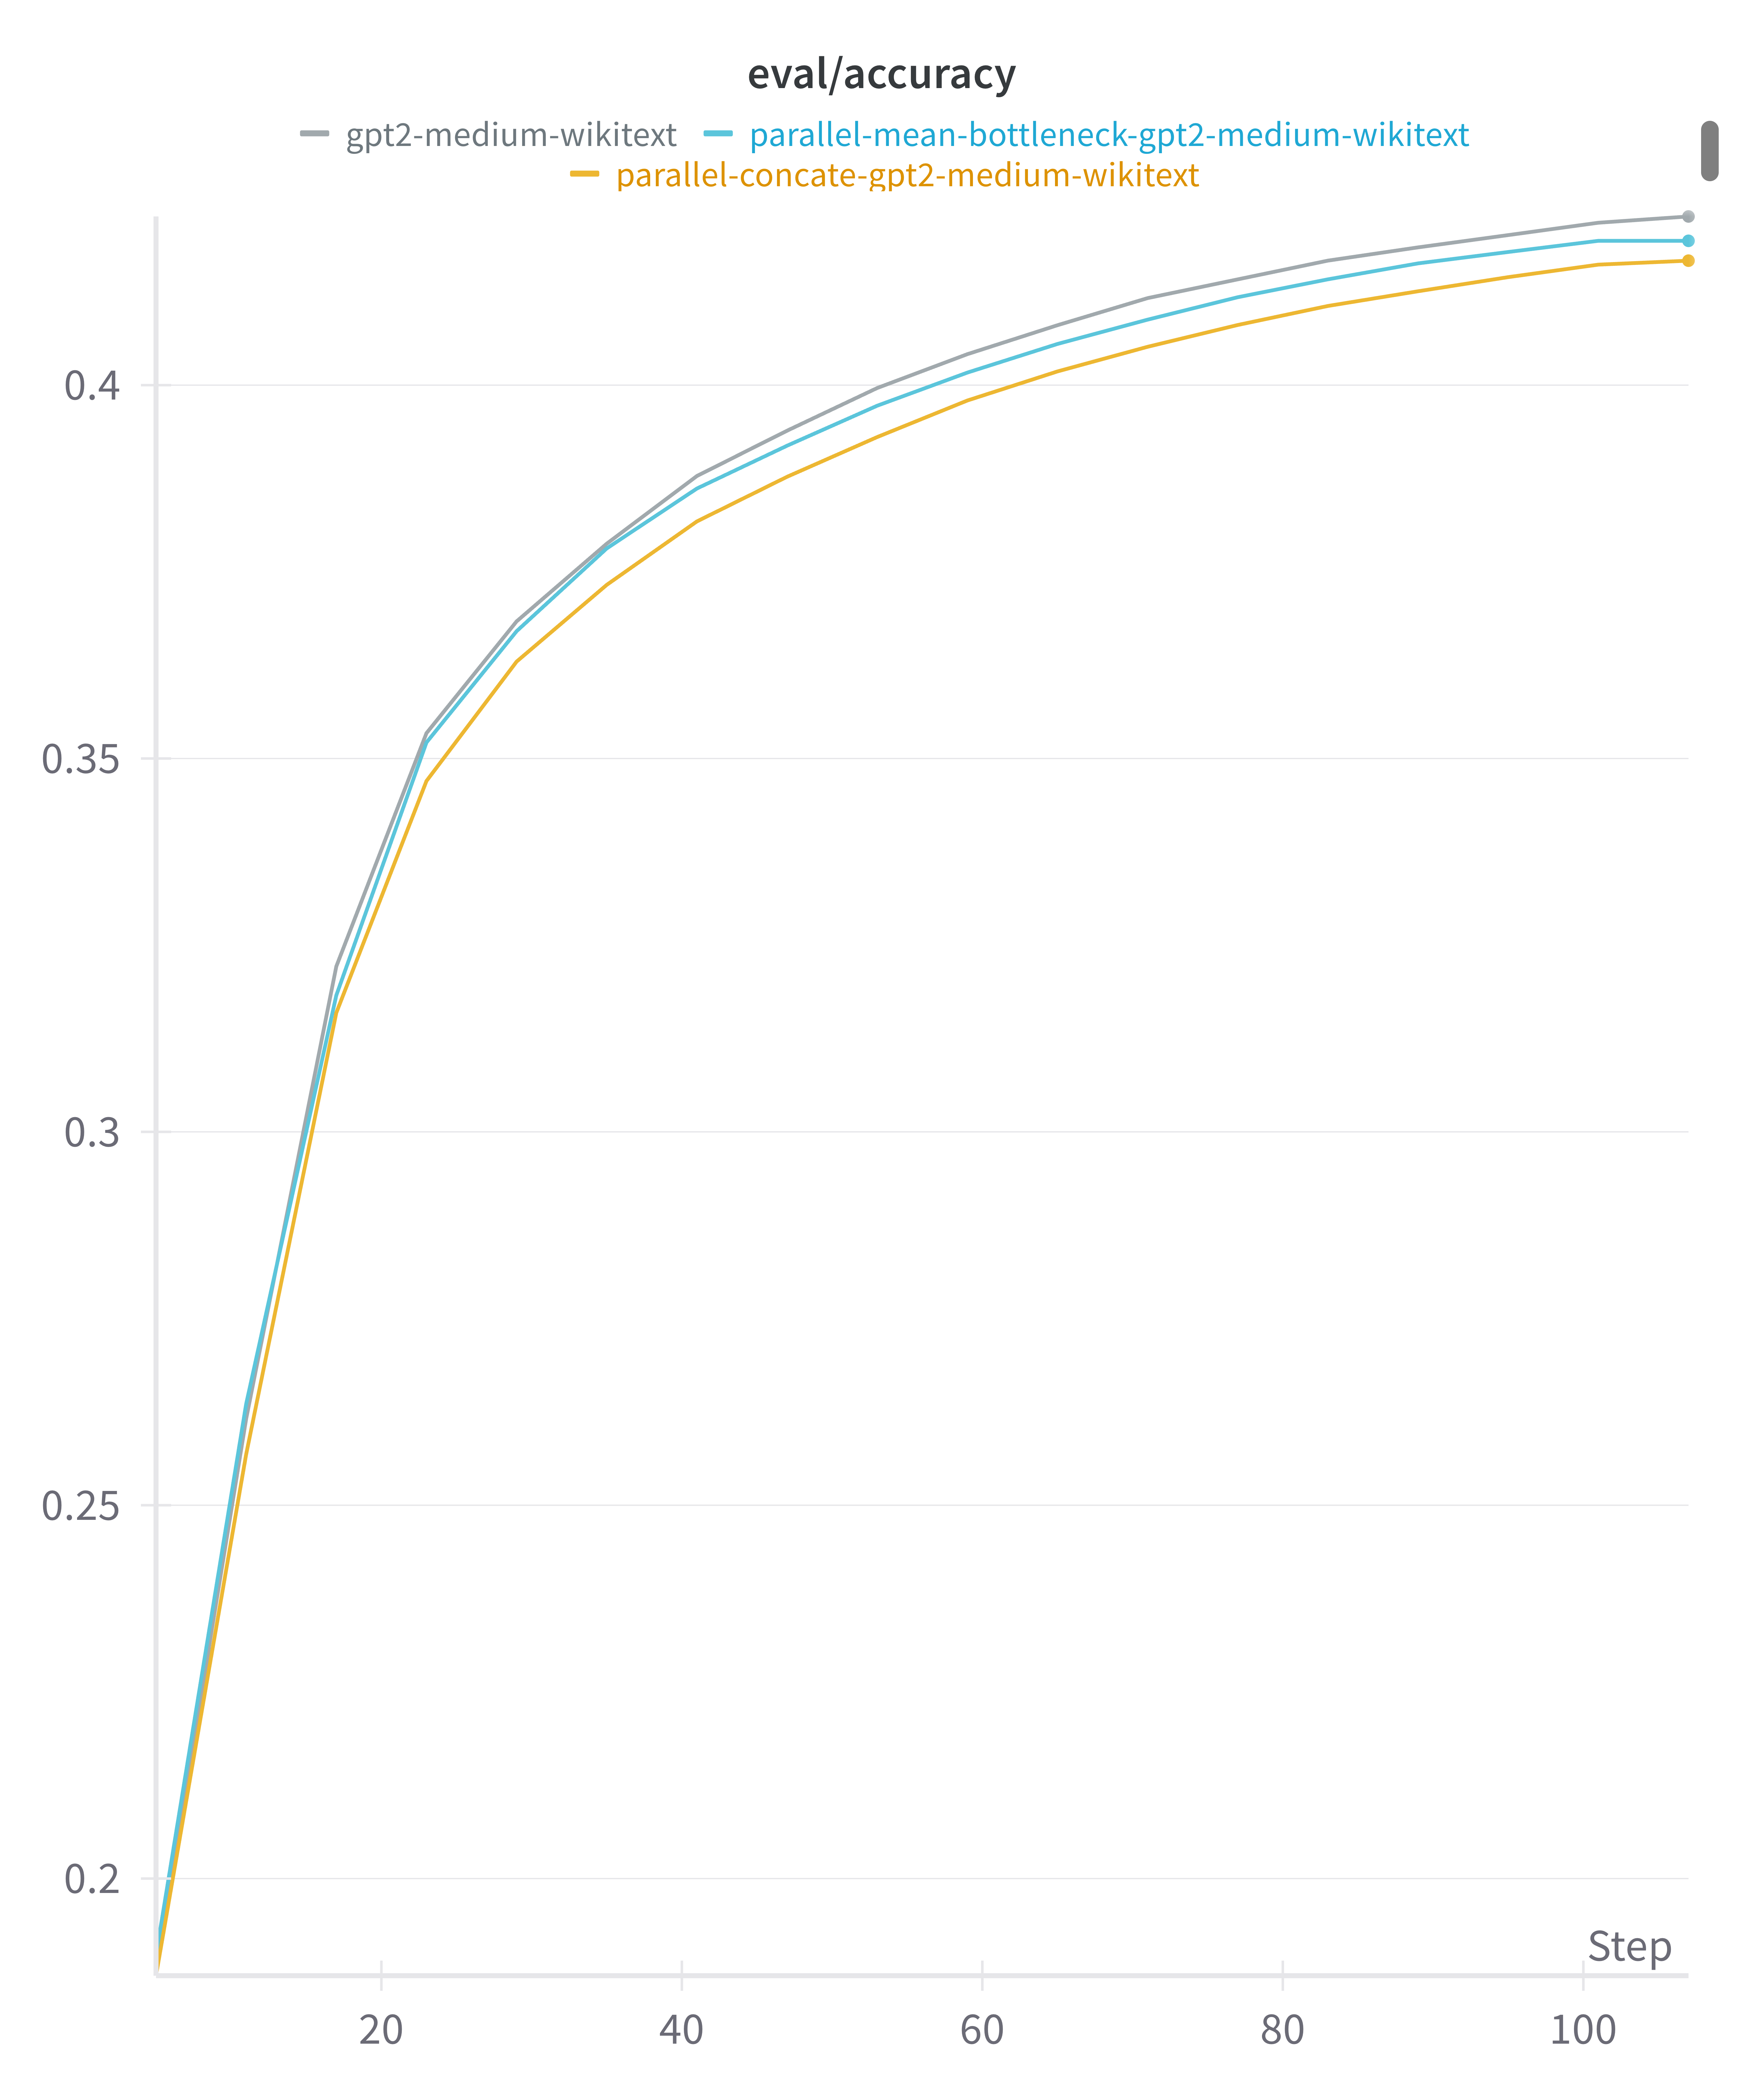 eval/accuracy
gpt2-medium-wikitext parallel-mean-bottleneck-gpt2-medium-wikitext
parallel-concate-gpt2-medium-wikitext
0.4
0.35
0.3
0.25
0.2
Step
20 40 60 80 100